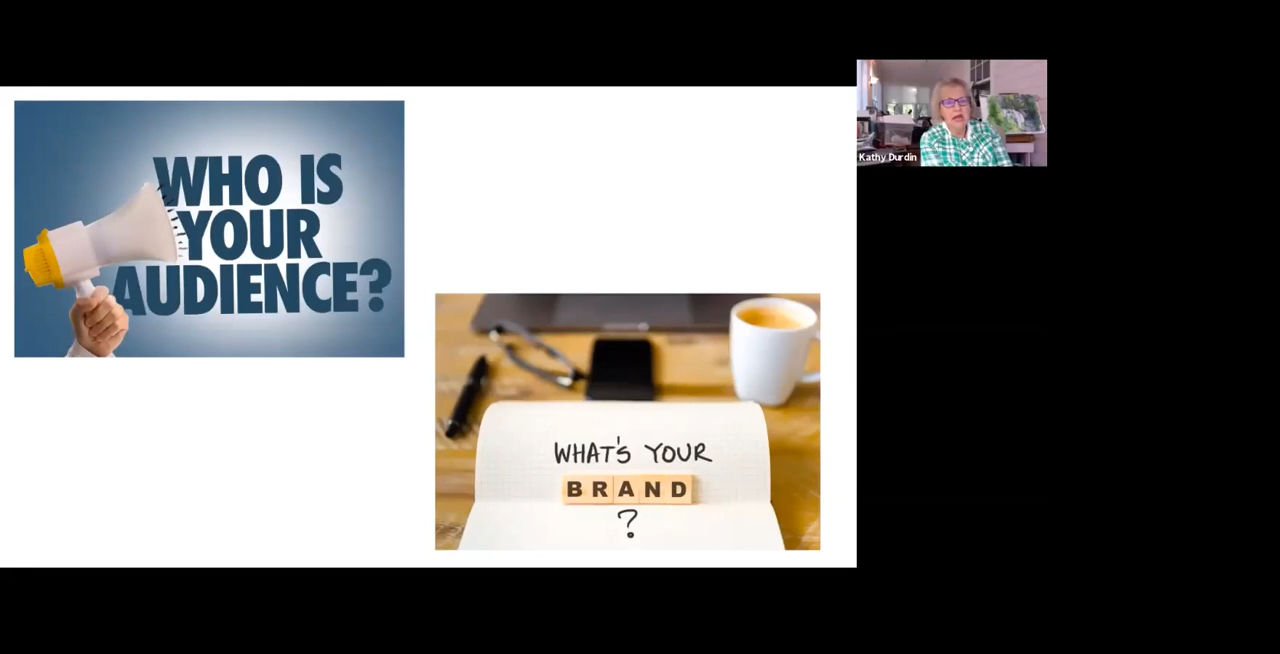 WHO IS
YOUR
AUDIENCE?
Kathy Durdin
WHAT'S YOUR
BRAND
?